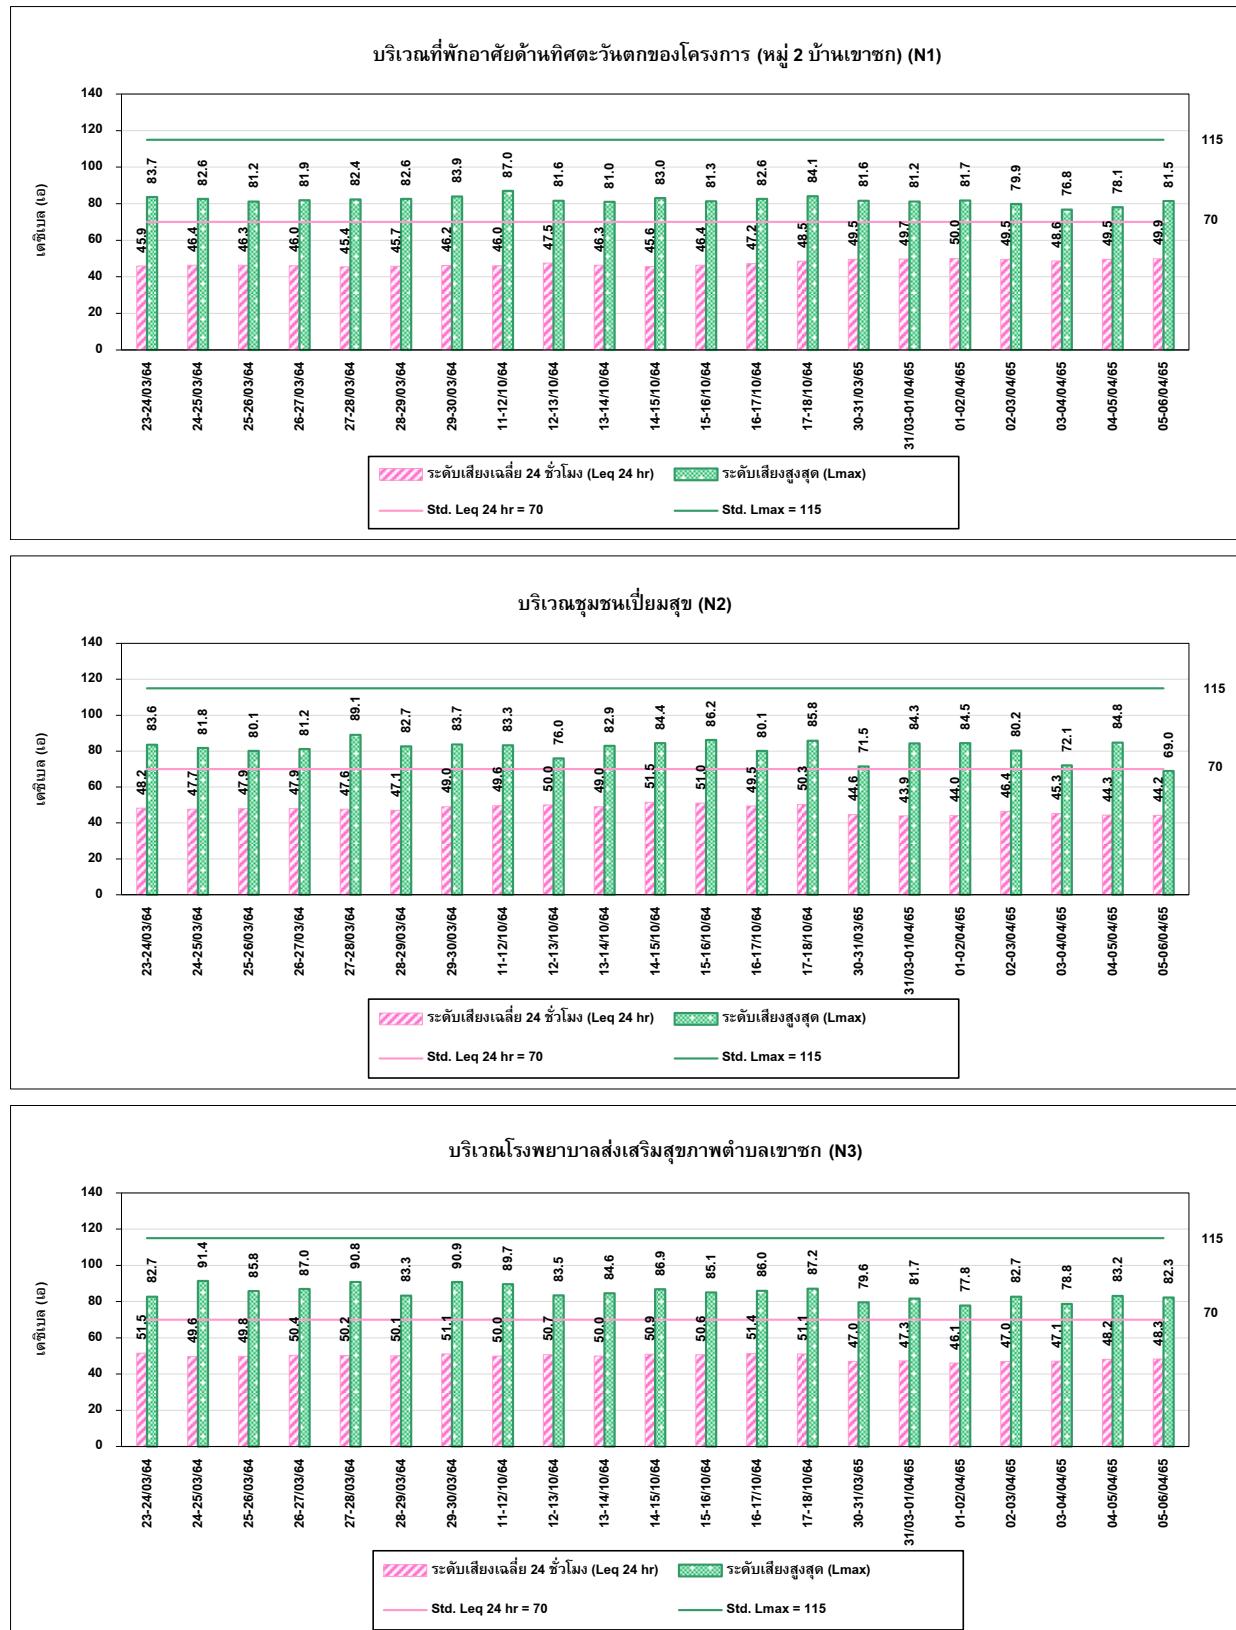 บริเวณที่พักอาศัยด้านทิศตะวันตกของโครงการ (หมู่ 2 บ้านเขาซก) (N1)
เดซิเบล (เอ)
140
120
100
80
60
40
20
0
115
70
83.7 82.6 81.2 81.9 82.4 82.6 83.9 87.0 81.6 81.0 83.0 81.3 82.6 84.1 81.6 81.2 81.7 79.9 76.8 78.1 81.5
45.9 46.4 46.3 46.0 45.4 45.7 46.2 46.0 47.5 46.3 45.6 46.4 47.2 48.5 49.5 49.7 50.0 49.5 48.6 49.5 49.9
23-24/03/64 24-25/03/64 25-26/03/64 26-27/03/64 27-28/03/64 28-29/03/64 29-30/03/64 11-12/10/64 12-13/10/64 13-14/10/64 14-15/10/64 15-16/10/64 16-17/10/64 17-18/10/64 30-31/03/65 31/03-01/04/65 01-02/04/65 02-03/04/65 03-04/04/65 04-05/04/65 05-06/04/65
ระดับเสียงเฉลี่ย 24 ชั่วโมง (Leq 24 hr) ระดับเสียงสูงสุด (Lmax)
Std. Leq 24 hr = 70 Std. Lmax = 115
บริเวณชุมชนเปี่ยมสุข (N2)
เดซิเบล (เอ)
140
120
100
80
60
40
20
0
115
70
83.6 81.8 80.1 81.2 89.1 82.7 83.7 83.3 76.0 82.9 84.4 86.2 80.1 85.8 71.5 84.3 84.5 80.2 72.1 84.8 69.0
48.2 47.7 47.9 47.9 47.6 47.1 49.0 49.6 50.0 49.0 51.5 51.0 49.5 50.3 44.6 43.9 44.0 46.4 45.3 44.3 44.2
23-24/03/64 24-25/03/64 25-26/03/64 26-27/03/64 27-28/03/64 28-29/03/64 29-30/03/64 11-12/10/64 12-13/10/64 13-14/10/64 14-15/10/64 15-16/10/64 16-17/10/64 17-18/10/64 30-31/03/65 31/03-01/04/65 01-02/04/65 02-03/04/65 03-04/04/65 04-05/04/65 05-06/04/65
ระดับเสียงเฉลี่ย 24 ชั่วโมง (Leq 24 hr) ระดับเสียงสูงสุด (Lmax)
Std. Leq 24 hr = 70 Std. Lmax = 115
บริเวณโรงพยาบาลส่งเสริมสุขภาพตำบลเขาซก (N3)
เดซิเบล (เอ)
140
120
100
80
60
40
20
0
115
70
82.7 91.4 85.8 87.0 90.8 83.3 90.9 89.7 83.5 84.6 86.9 85.1 86.0 87.2 79.6 81.7 77.8 82.7 78.8 83.2 82.3
51.5 49.6 49.8 50.4 50.2 50.1 51.1 50.0 50.7 50.0 50.9 50.6 51.4 51.1 47.0 47.3 46.1 47.0 47.1 48.2 48.3
23-24/03/64 24-25/03/64 25-26/03/64 26-27/03/64 27-28/03/64 28-29/03/64 29-30/03/64 11-12/10/64 12-13/10/64 13-14/10/64 14-15/10/64 15-16/10/64 16-17/10/64 17-18/10/64 30-31/03/65 31/03-01/04/65 01-02/04/65 02-03/04/65 03-04/04/65 04-05/04/65 05-06/04/65
ระดับเสียงเฉลี่ย 24 ชั่วโมง (Leq 24 hr) ระดับเสียงสูงสุด (Lmax)
Std. Leq 24 hr = 70 Std. Lmax = 115